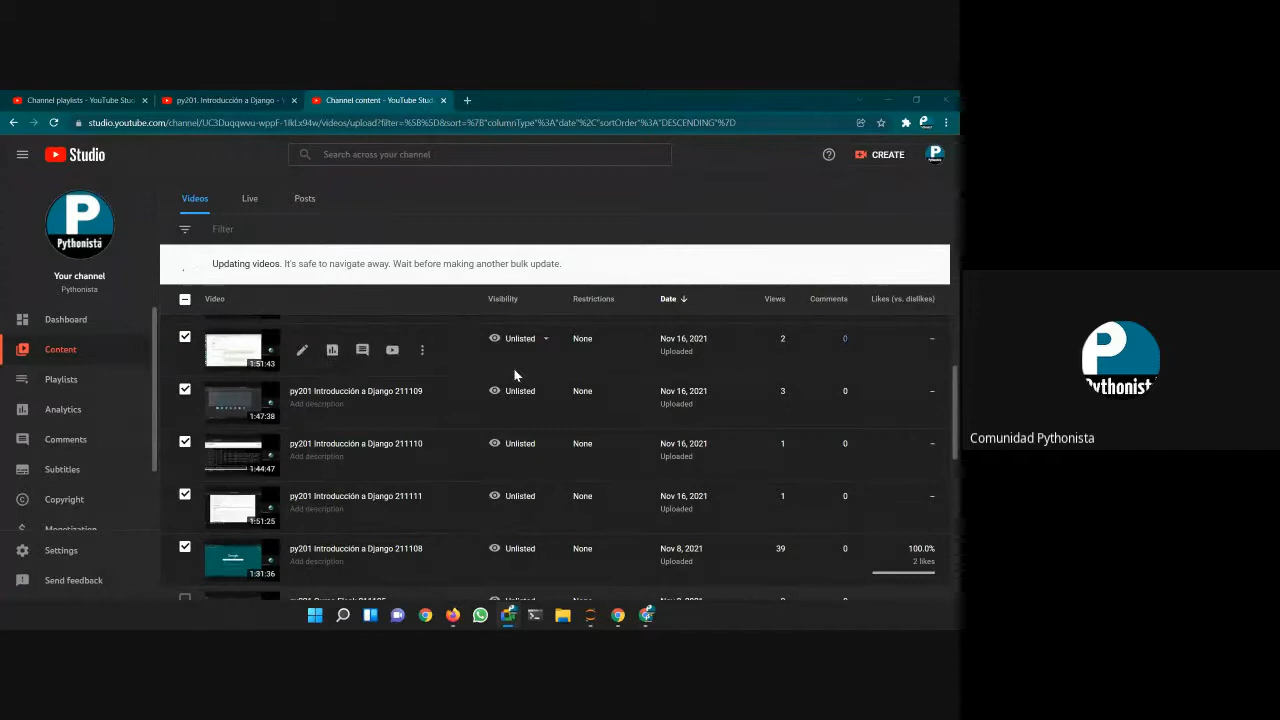 Channel playlists - YouTube Stud
py201. Introducción a Django -
Channel content - YouTube Stud
studio.youtube.com/channel/UC3Duqqwvu-wppF-1IkLx94w/videos/upload?filter=%5B%5D&sort=%7B"columnType"%3A"date"%2C"sortOrder"%3A"DESCENDING"%7D
Studio
Search across your channel
CREATE
P
P
Pythonista
Your channel
Pythonista
Dashboard
Content
Playlists
Analytics
Comments
Subtitles
Copyright
Monetization
Settings
Send feedback
Videos Live Posts
Filter
Updating videos. It's safe to navigate away. Wait before making another bulk update.
Video Visibility Restrictions Date Views Comments Likes (vs. dislikes)
1:51:43 Unlisted None Nov 16, 2021 2 0 –
Uploaded
py201 Introducción a Django 211109 Unlisted None Nov 16, 2021 3 0 –
Add description Uploaded
1:47:38
py201 Introducción a Django 211110 Unlisted None Nov 16, 2021 1 0 –
Add description Uploaded
1:44:47
py201 Introducción a Django 211111 Unlisted None Nov 16, 2021 1 0 –
Add description Uploaded
1:51:25
py201 Introducción a Django 211108 Unlisted None Nov 8, 2021 39 0 100.0%
Add description Uploaded 2 likes
1:31:36
P
Pythonist
Comunidad Pythonista